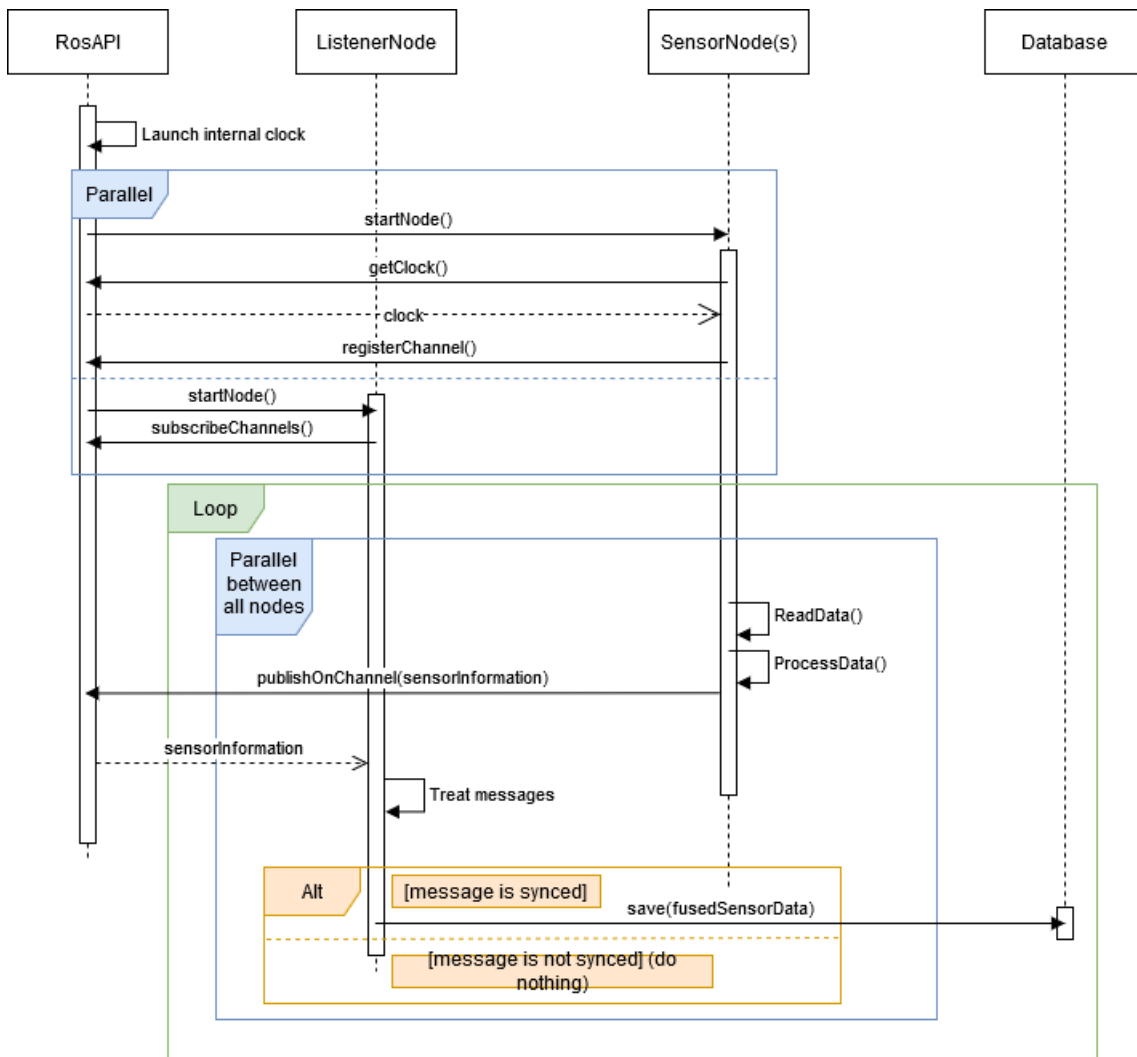 RosAPI
ListenerNode
SensorNode(s)
Database
Launch internal clock
Parallel
startNode()
getClock()
clock
registerChannel()
startNode()
subscribeChannels()
Loop
Parallel
between
all nodes
ReadData()
ProcessData()
publishOnChannel(sensorInformation)
sensorInformation
Treat messages
Alt
[message is synced]
save(fusedSensorData)
[message is not synced] (do
nothing)